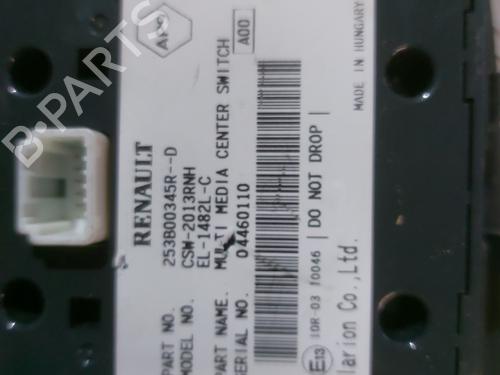 RENAULT
PART NO. 253B00345R--D
MODEL NO. CSW-2013RNH
EL-1482L-C
PART NAME. MULTI MEDIA CENTER SWITCH
SERIAL NO. 04460110
A00
E13 10R-03 10046 | DO NOT DROP |
MADE IN HUNGARY
larion Co.,Ltd.
B-PARTS